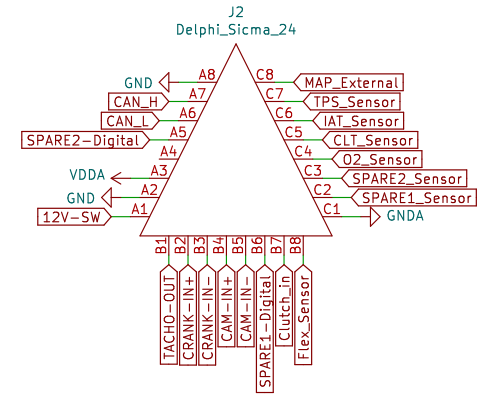 J2
Delphi_Sicma_24
GND A8 C8 MAP_External
CAN_H A7 C7 TPS_Sensor
CAN_L A6 C6 IAT_Sensor
SPARE2-Digital A5 C5 CLT_Sensor
A4 C4 O2_Sensor
VDDA A3 C3 SPARE2_Sensor
GND A2 C2 SPARE1_Sensor
12V-SW A1 C1 GNDA
B1 B2 B3 B4 B5 B6 B7 B8
TACHO-OUT
CRANK-IN+
CRANK-IN-
CAM-IN+
CAM-IN-
SPARE1-Digital
Clutch_in
Flex_Sensor